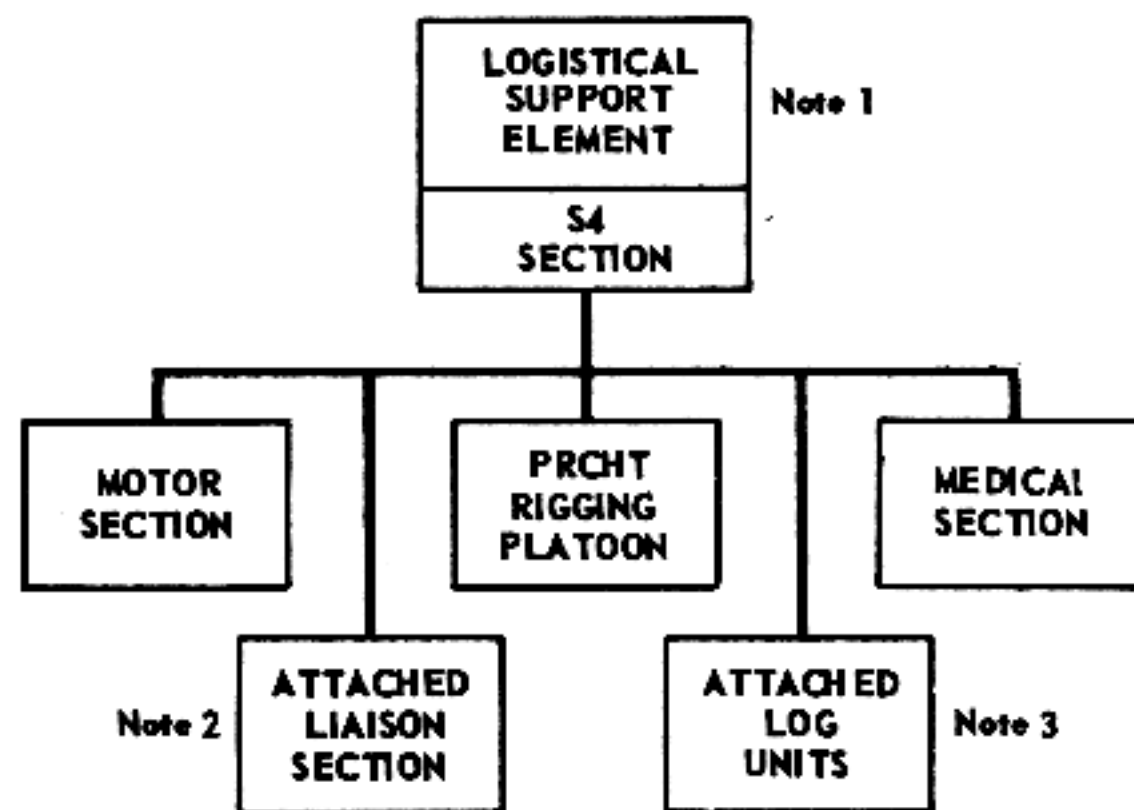 LOGISTICAL
SUPPORT
ELEMENT
Note 1
S4
SECTION
MOTOR
SECTION
PRCHT
RIGGING
PLATOON
MEDICAL
SECTION
Note 2
ATTACHED
LIAISON
SECTION
ATTACHED
LOG
UNITS
Note 3